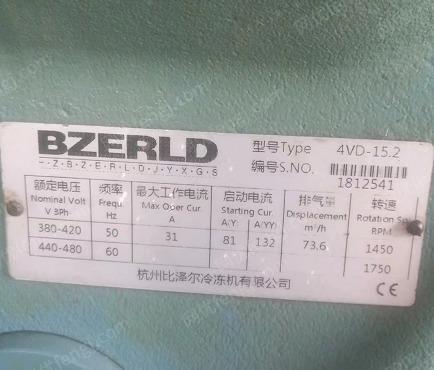 BZERLD
-ZBZERLDJYXGS
型号Type 4VD-15.2
编号S.NO.
1812541
额定电压 频率 最大工作电流 启动电流 排气量 转速
Nominal Volt Frequ. Max Oper Cur. Starting Cur. Displacement Rotation
V 3Ph Hz A A/Y A/YY m³/h RPM
380-420 50 31 81 132 73.6 1450
440-480 60 1750
杭州比泽尔冷冻机有限公司
CE